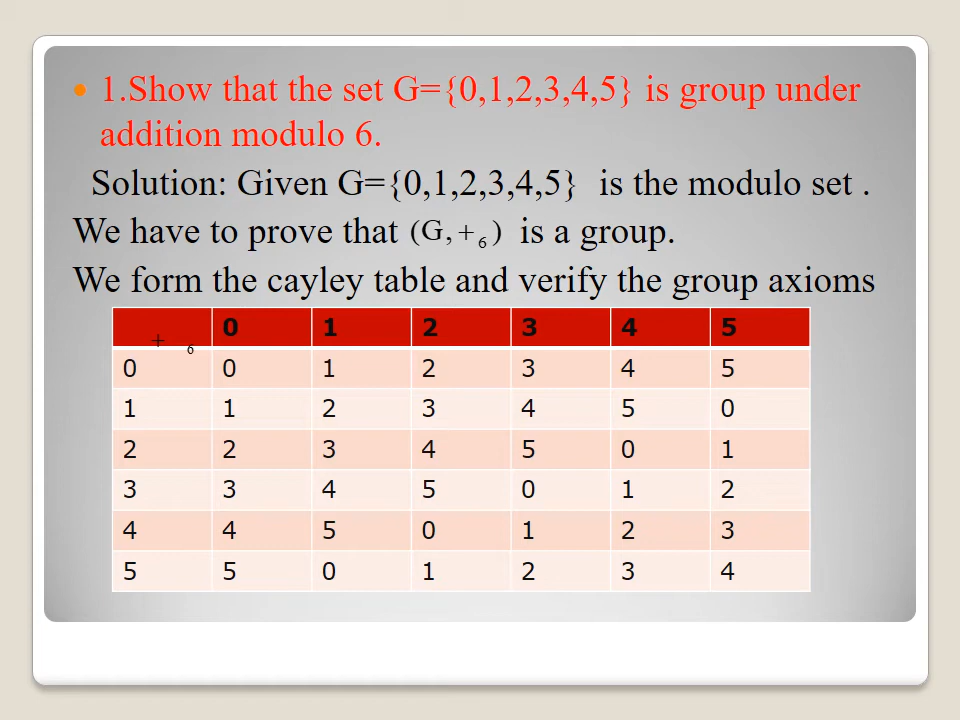 1.Show that the set G={0,1,2,3,4,5} is group under
addition modulo 6.
Solution: Given G={0,1,2,3,4,5} is the modulo set .
We have to prove that (G,+₆) is a group.
We form the cayley table and verify the group axioms
+₆ 0 1 2 3 4 5
0 0 1 2 3 4 5
1 1 2 3 4 5 0
2 2 3 4 5 0 1
3 3 4 5 0 1 2
4 4 5 0 1 2 3
5 5 0 1 2 3 4